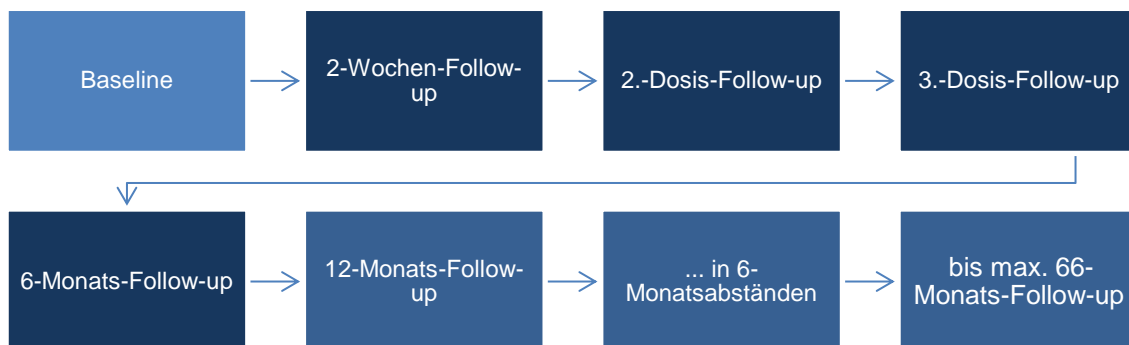 Baseline
2-Wochen-Follow-
up
2.-Dosis-Follow-up
3.-Dosis-Follow-up
6-Monats-Follow-up
12-Monats-Follow-
up
... in 6-
Monatsabständen
bis max. 66-
Monats-Follow-up